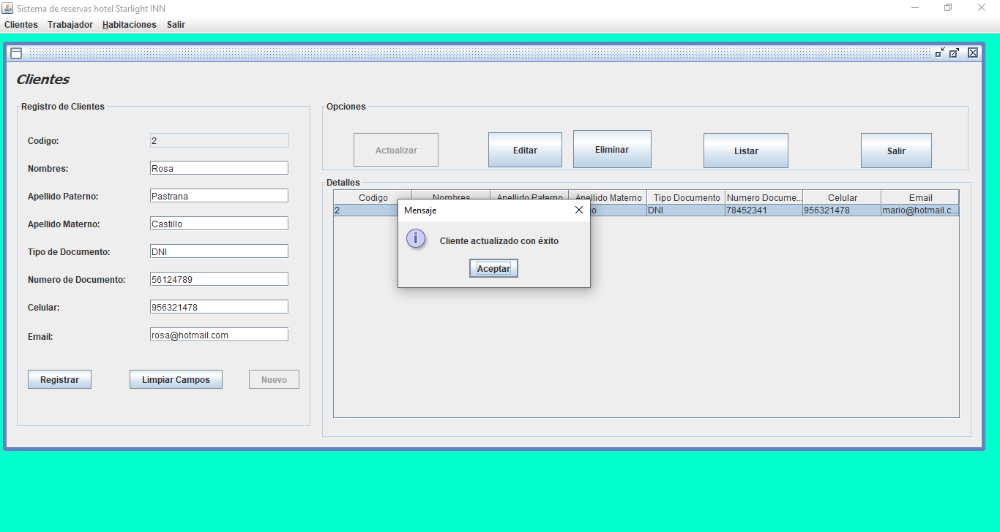 Sistema de reservas hotel Starlight INN
Clientes Trabajador Habitaciones Salir
Clientes
Registro de Clientes
Codigo: 2
Nombres: Rosa
Apellido Paterno: Pastrana
Apellido Materno: Castillo
Tipo de Documento: DNI
Numero de Documento: 56124789
Celular: 956321478
Email: rosa@hotmail.com
Registrar Limpiar Campos Nuevo
Opciones
Actualizar Editar Eliminar Listar Salir
Detalles
Codigo Nombres Apellido Paterno Apellido Materno Tipo Documento Numero Docume... Celular Email
2 DNI 78452341 956321478 mario@hotmail.c...
Mensaje
Cliente actualizado con éxito
Aceptar